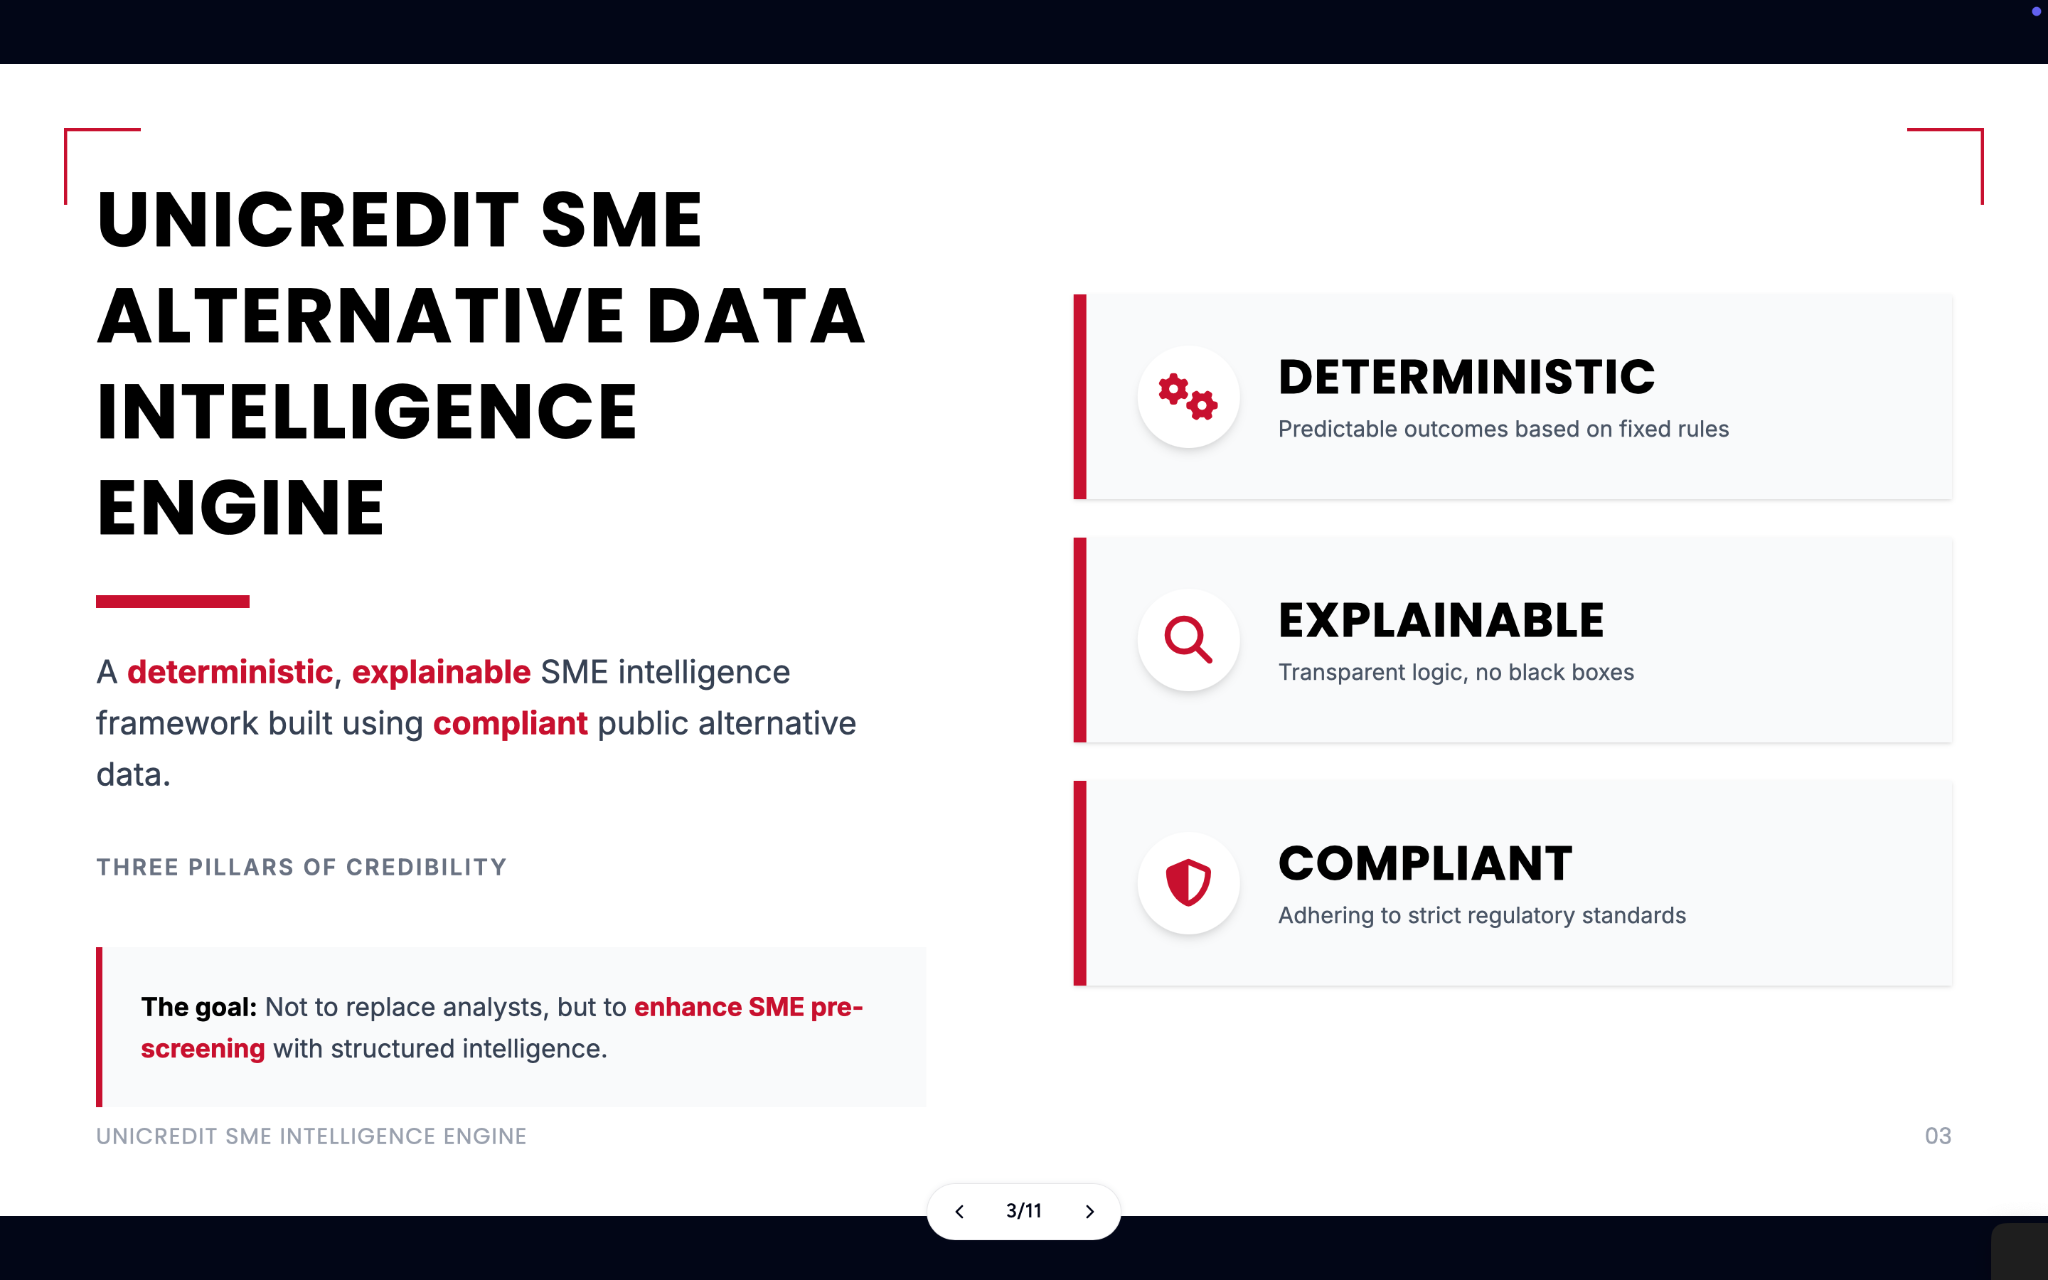 UNICREDIT SME
ALTERNATIVE DATA
INTELLIGENCE
ENGINE
A deterministic, explainable SME intelligence
framework built using compliant public alternative
data.
THREE PILLARS OF CREDIBILITY
The goal: Not to replace analysts, but to enhance SME pre-
screening with structured intelligence.
DETERMINISTIC
Predictable outcomes based on fixed rules
EXPLAINABLE
Transparent logic, no black boxes
COMPLIANT
Adhering to strict regulatory standards
UNICREDIT SME INTELLIGENCE ENGINE
03
3/11